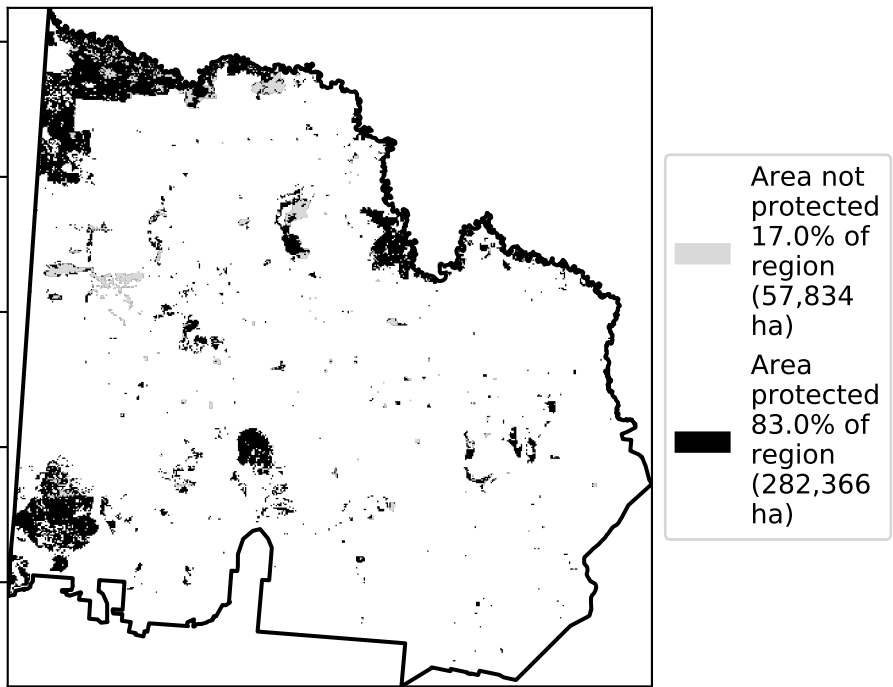 Area not
protected
17.0% of
region
(57,834
ha)
Area
protected
83.0% of
region
(282,366
ha)